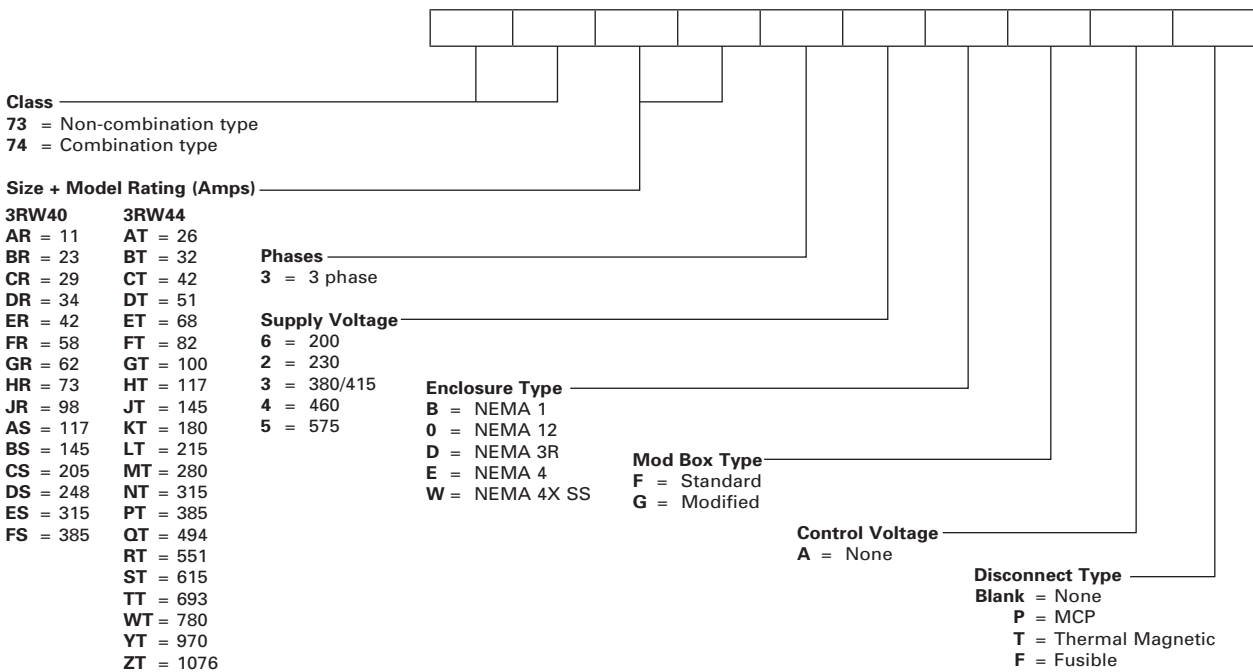 Class
73 = Non-combination type
74 = Combination type
Size + Model Rating (Amps)
3RW40
AR = 11
BR = 23
CR = 29
DR = 34
ER = 42
FR = 58
GR = 62
HR = 73
JR = 98
AS = 117
BS = 145
CS = 205
DS = 248
ES = 315
FS = 385
3RW44
AT = 26
BT = 32
CT = 42
DT = 51
ET = 68
FT = 82
GT = 100
HT = 117
JT = 145
KT = 180
LT = 215
MT = 280
NT = 315
PT = 385
QT = 494
RT = 551
ST = 615
TT = 693
WT = 780
YT = 970
ZT = 1076
Phases
3 = 3 phase
Supply Voltage
6 = 200
2 = 230
3 = 380/415
4 = 460
5 = 575
Enclosure Type
B = NEMA 1
0 = NEMA 12
D = NEMA 3R
E = NEMA 4
W = NEMA 4X SS
Mod Box Type
F = Standard
G = Modified
Control Voltage
A = None
Disconnect Type
Blank = None
P = MCP
T = Thermal Magnetic
F = Fusible